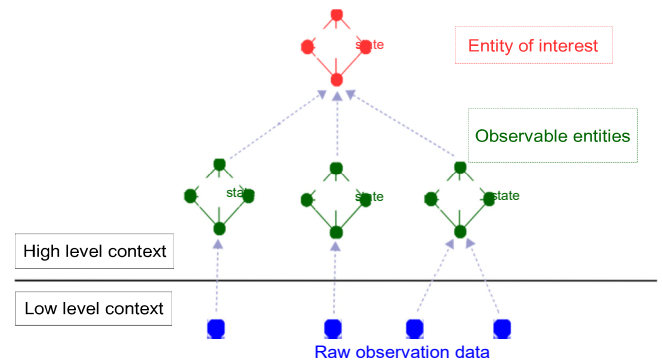 state
Entity of interest
Observable entities
state
state
state
High level context
Low level context
Raw observation data